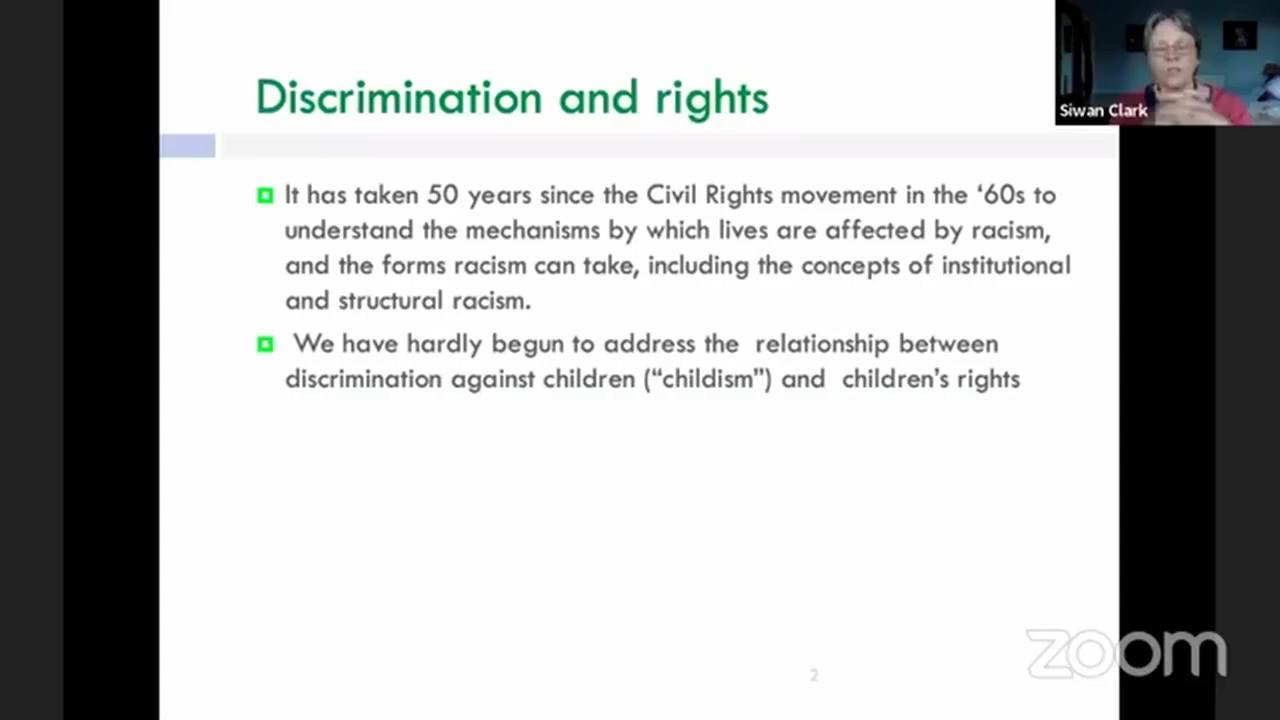 Discrimination and rights
Siwan Clark
It has taken 50 years since the Civil Rights movement in the ‘60s to
understand the mechanisms by which lives are affected by racism,
and the forms racism can take, including the concepts of institutional
and structural racism.
We have hardly begun to address the relationship between
discrimination against children (“childism”) and children’s rights
2
zoom